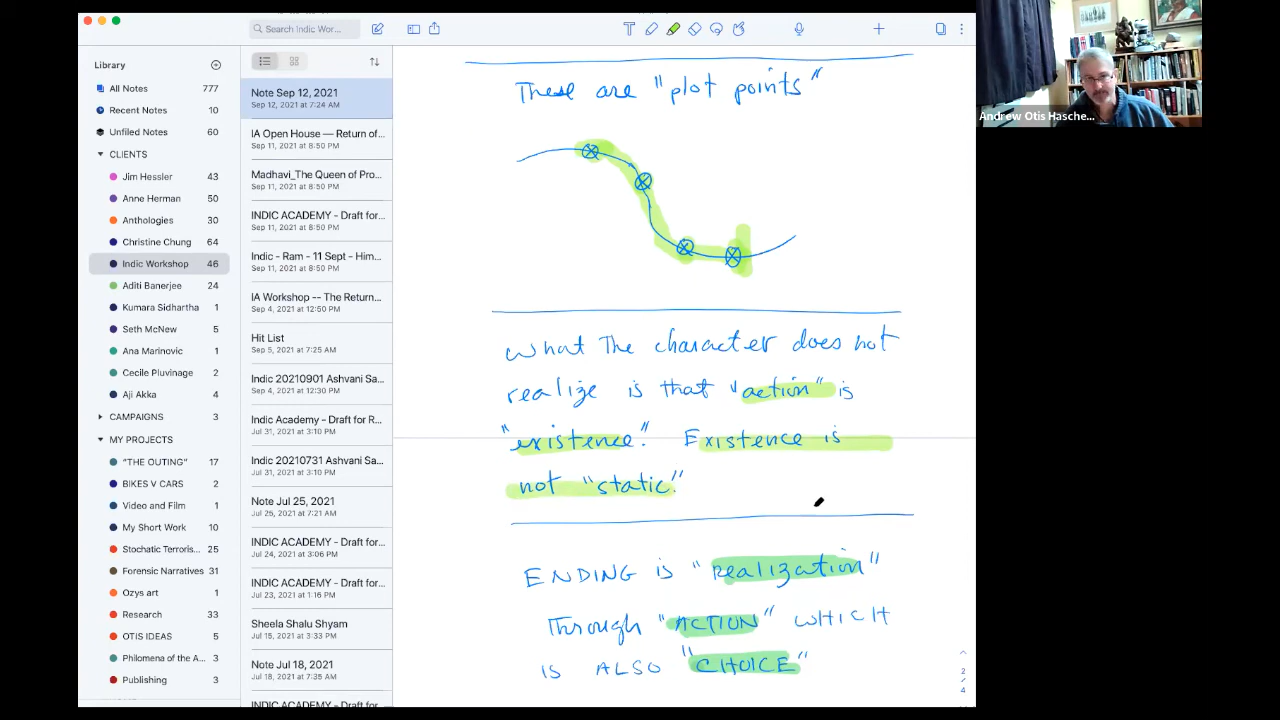 Search Indic Wor...
Library
All Notes 777
Recent Notes 10
Unfiled Notes 60
CLIENTS
Jim Hessler 43
Anne Herman 50
Anthologies 30
Christine Chung 64
Indic Workshop 46
Aditi Banerjee 24
Kumara Sidhartha 1
Seth McNew 5
Ana Marinovic 1
Cecile Pluvinage 2
Aji Akka 4
CAMPAIGNS 3
MY PROJECTS
"THE OUTING" 17
BIKES V CARS 2
Video and Film 1
My Short Work 10
Stochatic Terroris... 25
Forensic Narratives 31
Ozys art 1
Research 33
OTIS IDEAS 5
Philomena of the A... 3
Publishing 3
Note Sep 12, 2021
Sep 12, 2021 at 7:24 AM
IA Open House — Return of...
Sep 11, 2021 at 8:50 PM
Madhavi_The Queen of Pro...
Sep 11, 2021 at 8:50 PM
INDIC ACADEMY - Draft for...
Sep 11, 2021 at 8:50 PM
Indic - Ram - 11 Sept - Him...
Sep 11, 2021 at 8:50 PM
IA Workshop -- The Return...
Sep 4, 2021 at 12:50 PM
Hit List
Sep 5, 2021 at 7:25 AM
Indic 20210901 Ashvani Sa...
Sep 4, 2021 at 12:30 PM
Indic Academy - Draft for R...
Jul 31, 2021 at 3:10 PM
Indic 20210731 Ashvani Sa...
Jul 31, 2021 at 3:10 PM
Note Jul 25, 2021
Jul 25, 2021 at 7:21 AM
INDIC ACADEMY - Draft for...
Jul 24, 2021 at 3:06 PM
INDIC ACADEMY - Draft for...
Jul 23, 2021 at 1:16 PM
Sheela Shalu Shyam
Jul 15, 2021 at 3:33 PM
Note Jul 18, 2021
Jul 18, 2021 at 7:35 AM
INDIC ACADEMY - Draft for...
These are "plot points"
What the character does not
realize is that "action" is
"existence". Existence is
not "static"
ENDING is "Realization"
Through "ACTION" WHICH
IS ALSO "CHOICE"
2
/
4
Andrew Otis Hasche...